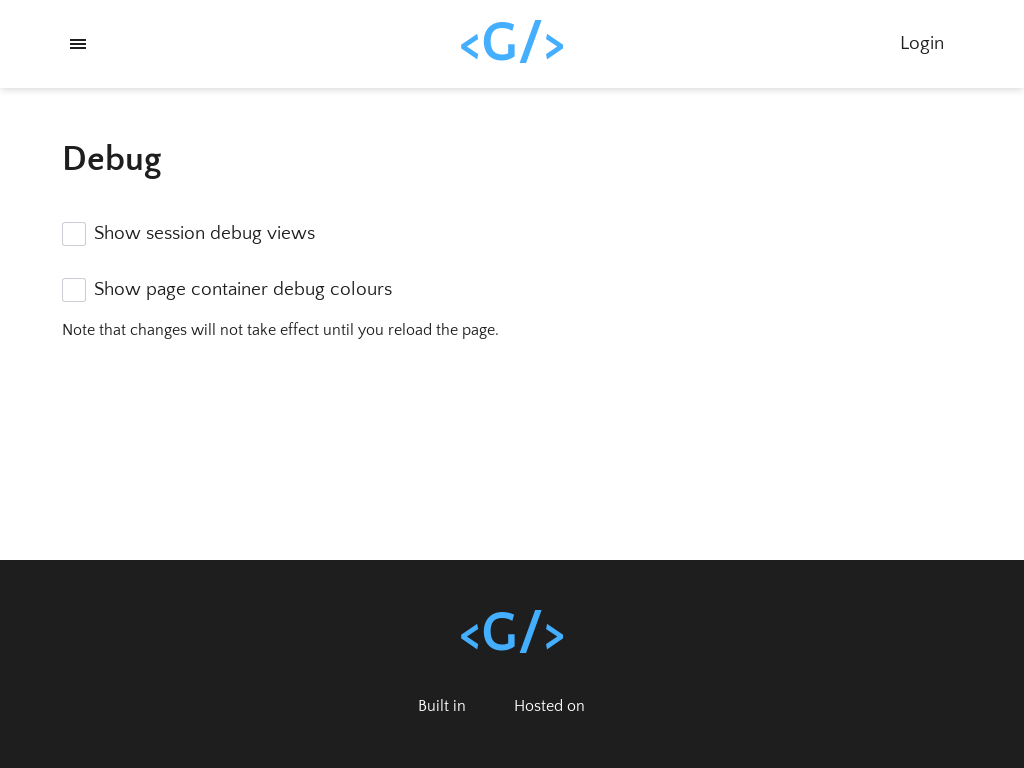 <G/>
Login
Debug
Show session debug views
Show page container debug colours
Note that changes will not take effect until you reload the page.
<G/>
Built in
Hosted on